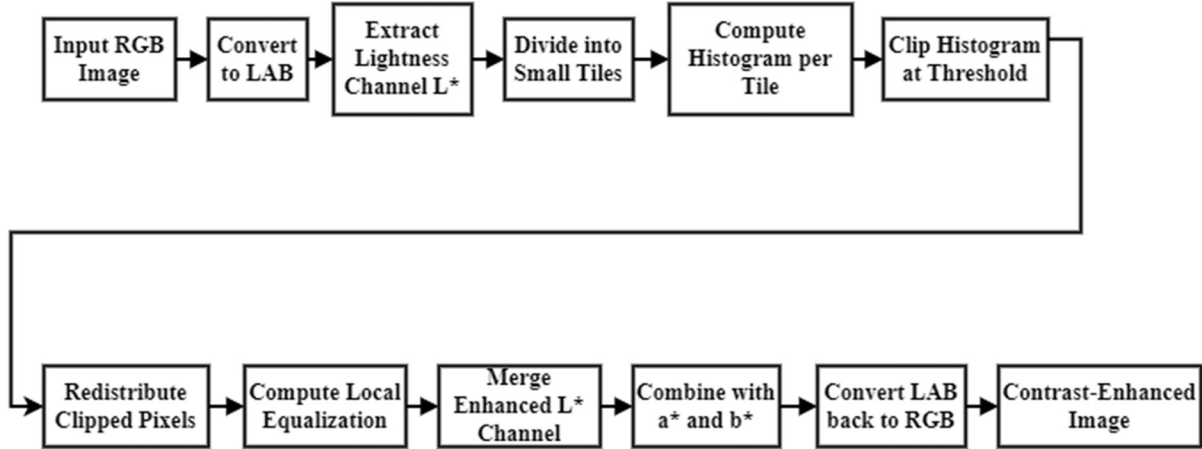 Input RGB
Image
Convert
to LAB
Extract
Lightness
Channel L*
Divide into
Small Tiles
Compute
Histogram per
Tile
Clip Histogram
at Threshold
Redistribute
Clipped Pixels
Compute Local
Equalization
Merge
Enhanced L*
Channel
Combine with
a* and b*
Convert LAB
back to RGB
Contrast-Enhanced
Image